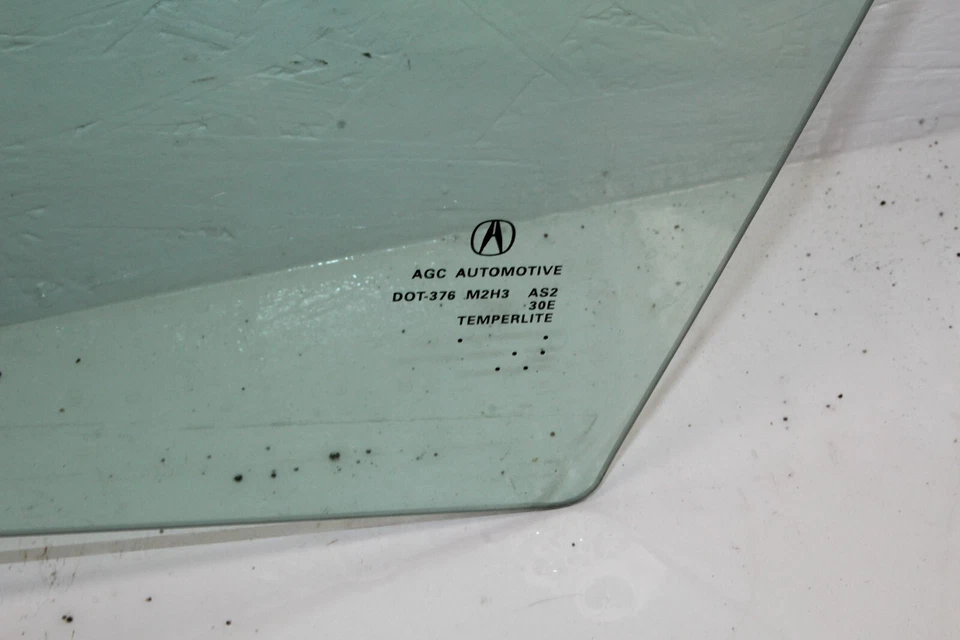 AGC AUTOMOTIVE
DOT-376 M2H3 AS2
30E
TEMPERLITE